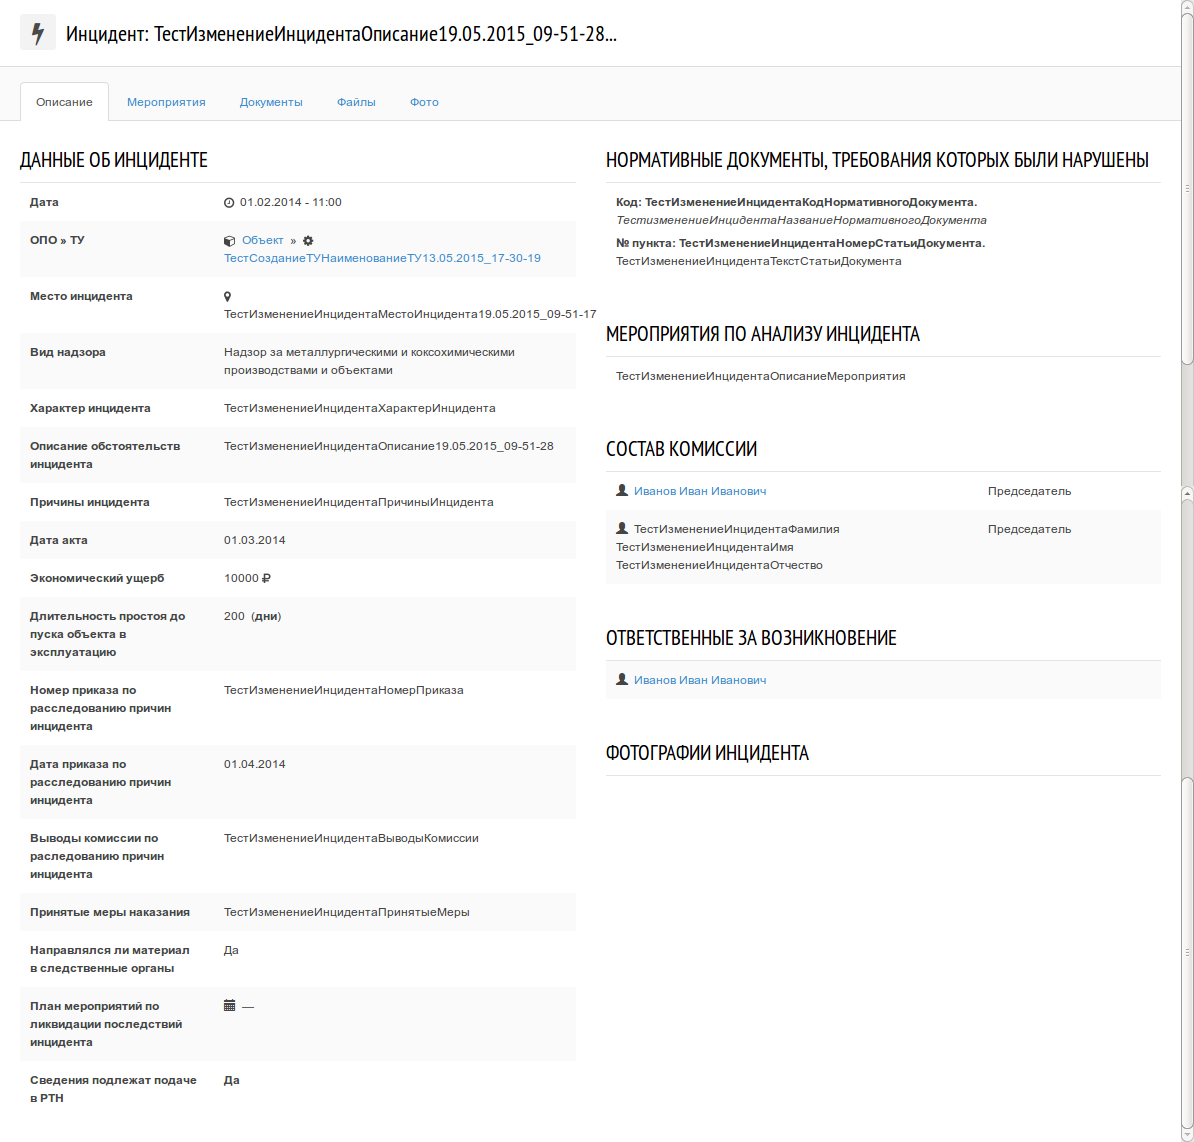 Инцидент: ТестИзменениеИнцидентаОписание19.05.2015_09-51-28...
Описание Мероприятия Документы Файлы Фото
ДАННЫЕ ОБ ИНЦИДЕНТЕ
Дата 01.02.2014 - 11:00
ОПО » ТУ Объект »
ТестСозданиеТУНаименованиеТУ13.05.2015_17-30-19
Место инцидента
ТестИзменениеИнцидентаМестоИнцидента19.05.2015_09-51-17
Вид надзора Надзор за металлургическими и коксохимическими
производствами и объектами
Характер инцидента ТестИзменениеИнцидентаХарактерИнцидента
Описание обстоятельств ТестИзменениеИнцидентаОписание19.05.2015_09-51-28
инцидента
Причины инцидента ТестИзменениеИнцидентаПричиныИнцидента
Дата акта 01.03.2014
Экономический ущерб 10000 ₽
Длительность простоя до 200 (дни)
пуска объекта в
эксплуатацию
Номер приказа по ТестИзменениеИнцидентаНомерПриказа
расследованию причин
инцидента
Дата приказа по 01.04.2014
расследованию причин
инцидента
Выводы комиссии по ТестИзменениеИнцидентаВыводыКомиссии
раследованию причин
инцидента
Принятые меры наказания ТестИзменениеИнцидентаПринятыеМеры
Направлялся ли материал Да
в следственные органы
План мероприятий по —
ликвидации последствий
инцидента
Сведения подлежат подаче Да
в РТН
НОРМАТИВНЫЕ ДОКУМЕНТЫ, ТРЕБОВАНИЯ КОТОРЫХ БЫЛИ НАРУШЕНЫ
Код: ТестИзменениеИнцидентаКодНормативногоДокумента.
ТестизменениеИнцидентаНазваниеНормативногоДокумента
№ пункта: ТестИзменениеИнцидентаНомерСтатьиДокумента.
ТестИзменениеИнцидентаТекстСтатьиДокумента
МЕРОПРИЯТИЯ ПО АНАЛИЗУ ИНЦИДЕНТА
ТестИзменениеИнцидентаОписаниеМероприятия
СОСТАВ КОМИССИИ
Иванов Иван Иванович Председатель
ТестИзменениеИнцидентаФамилия Председатель
ТестИзменениеИнцидентаИмя
ТестИзменениеИнцидентаОтчество
ОТВЕТСТВЕННЫЕ ЗА ВОЗНИКНОВЕНИЕ
Иванов Иван Иванович
ФОТОГРАФИИ ИНЦИДЕНТА